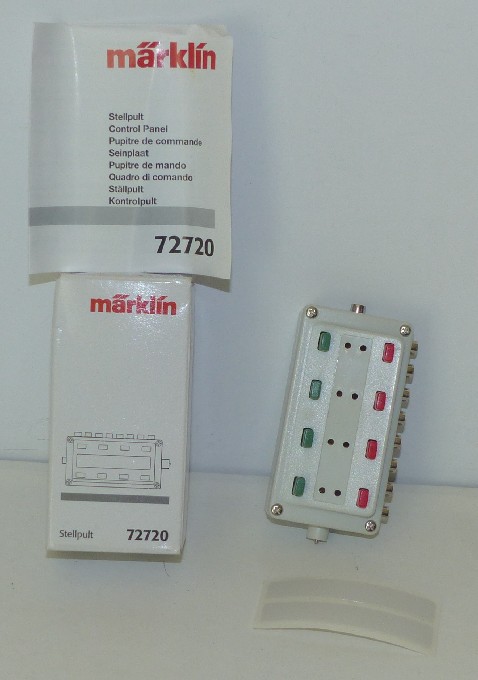 märklin
Stellpult
Control Panel
Pupitre de commande
Seinplaat
Pupitre de mando
Quadro di comando
Ställpult
Kontrolpult
72720
märklin
Stellpult 72720